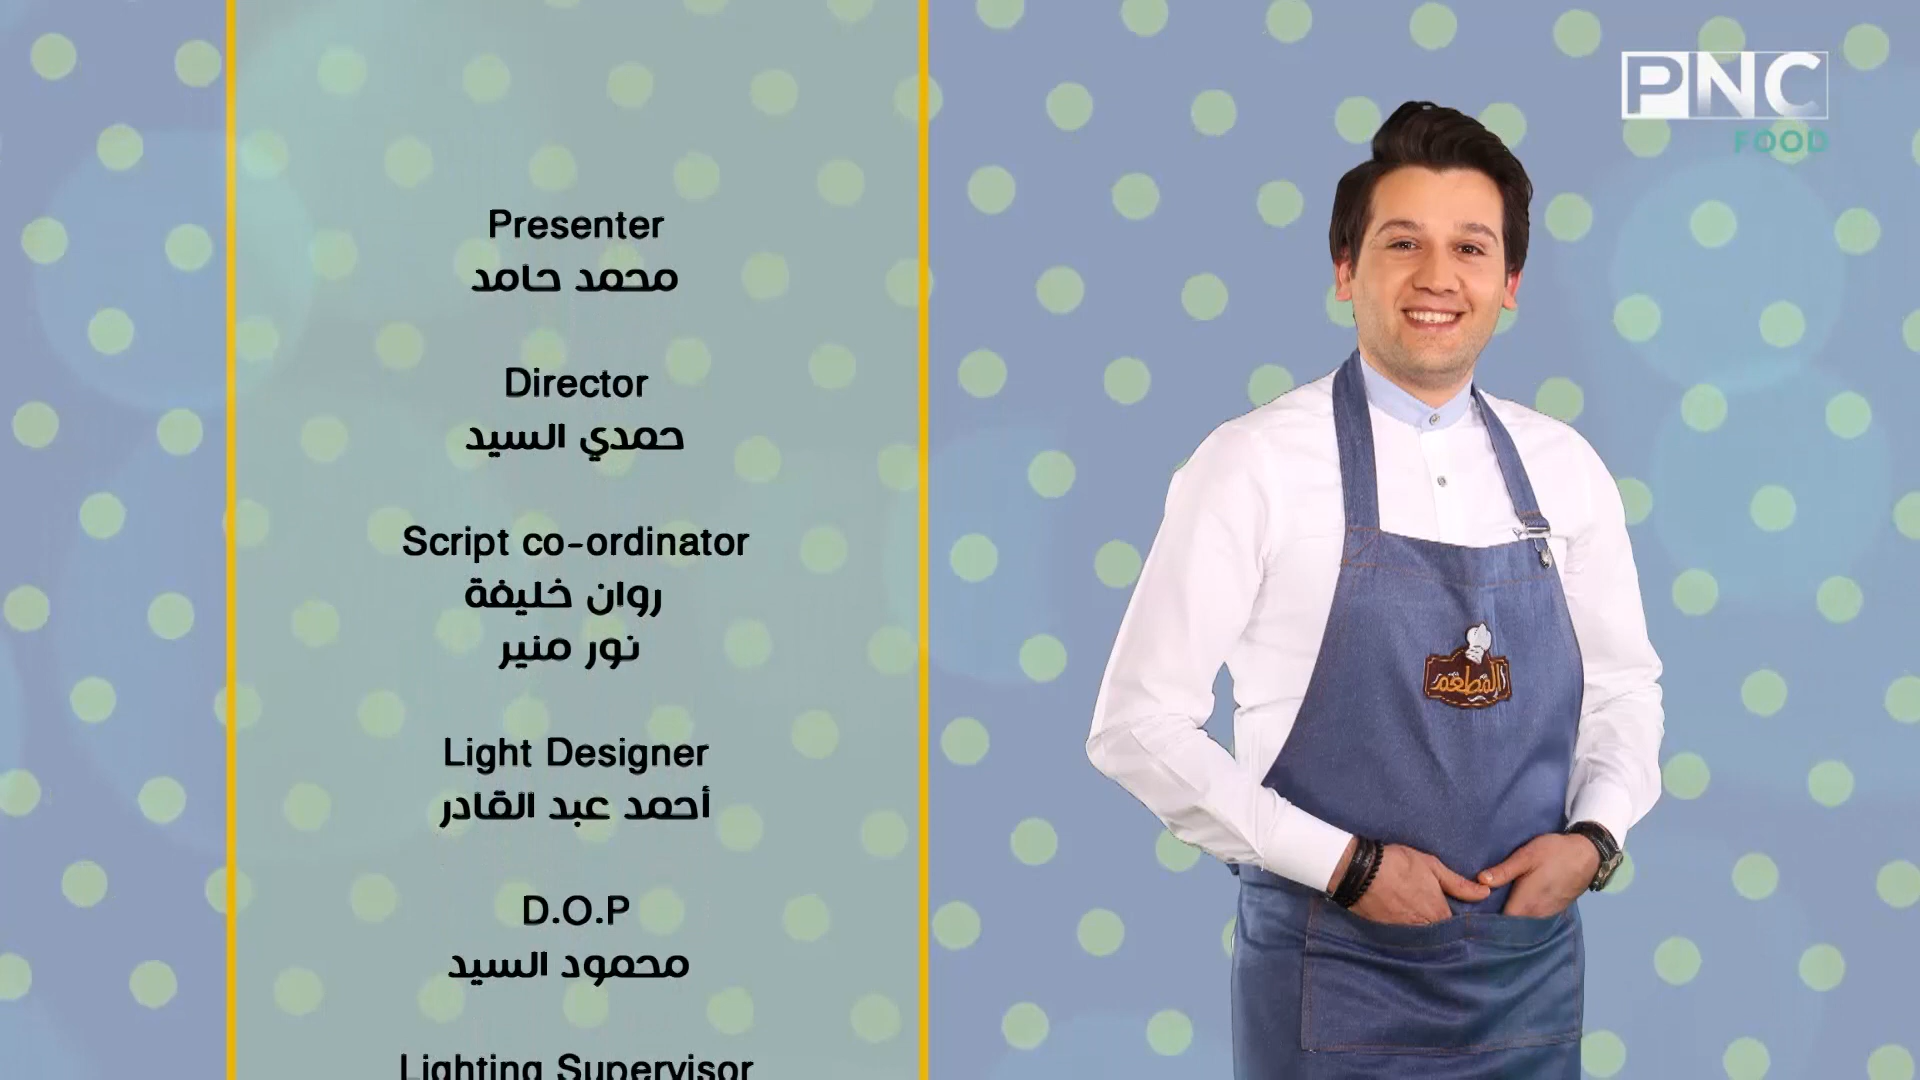 PNC
FOOD
Presenter
محمد حامد
Director
حمدي السيد
Script co-ordinator
روان خليفة
نور منير
Light Designer
أحمد عبد القادر
D.O.P
محمود السيد
Lighting Supervisor
المطعم